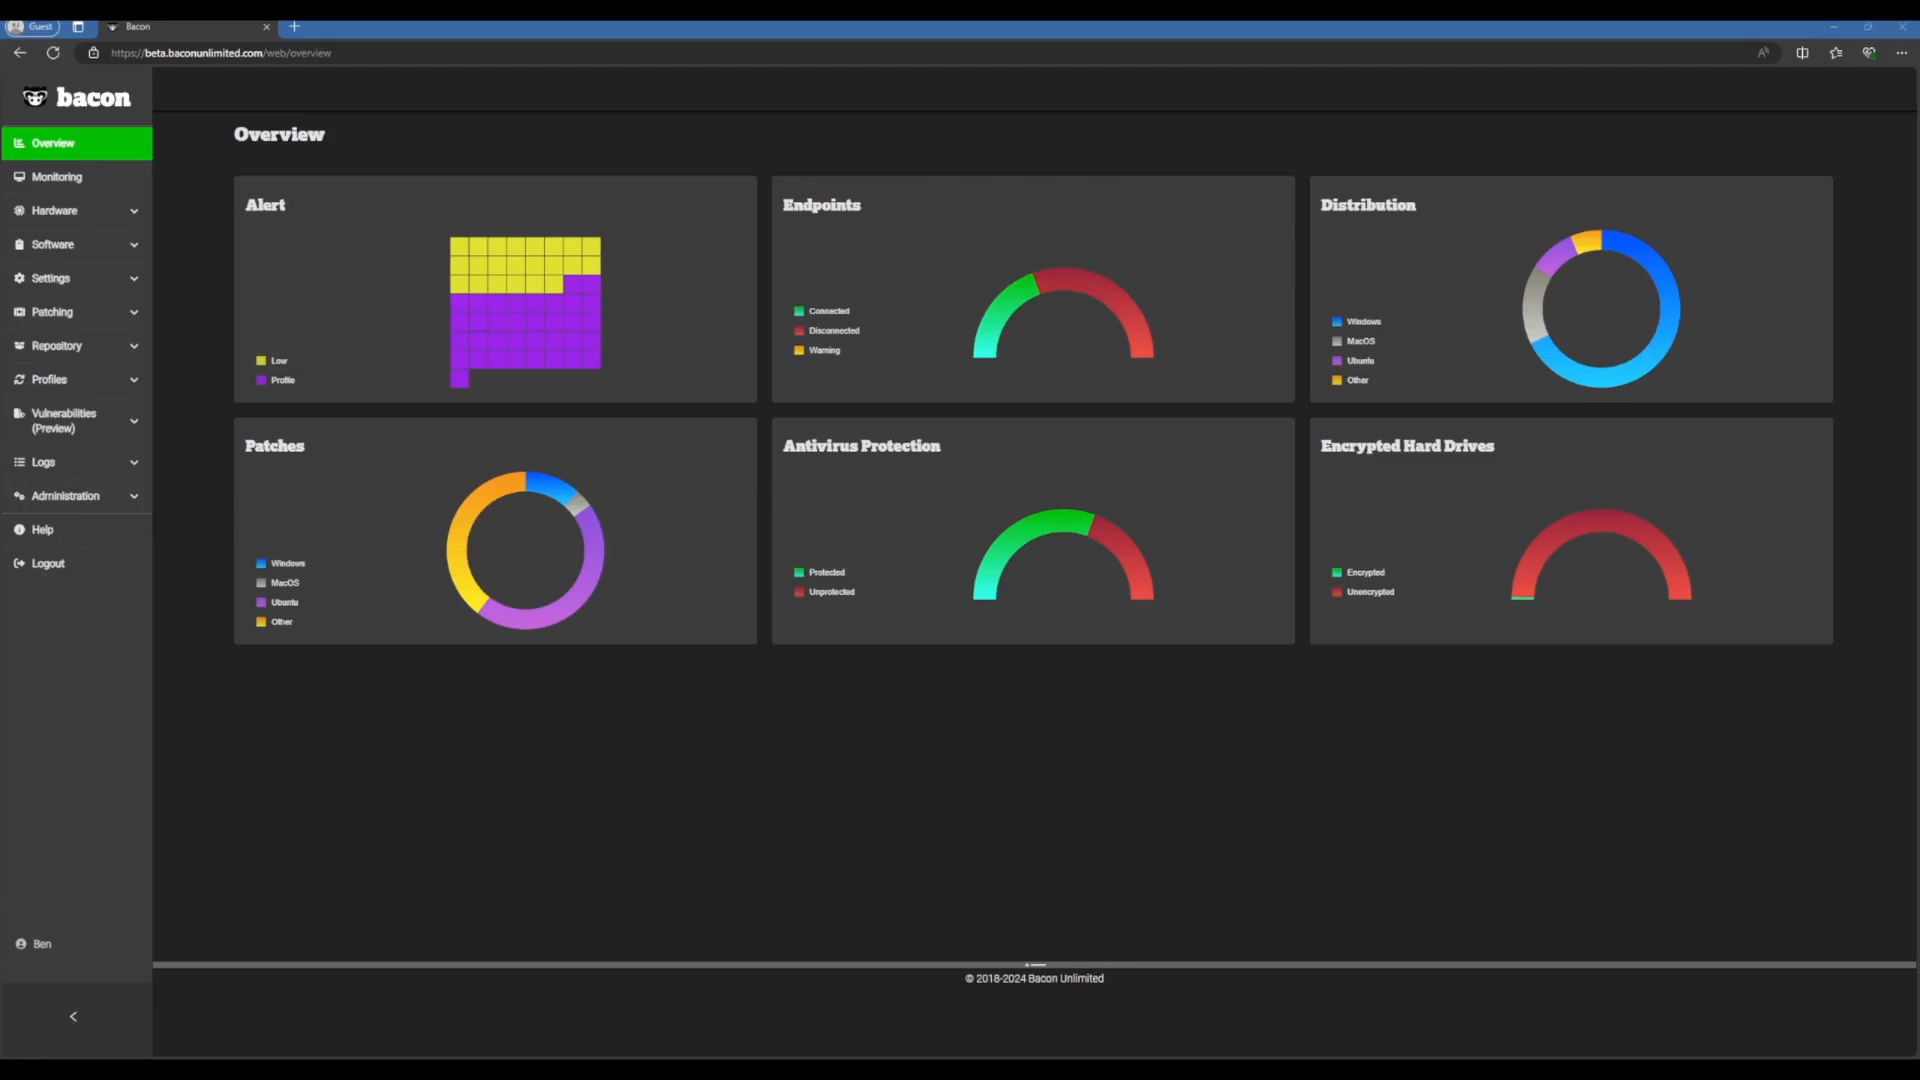 Guest
Bacon
https://beta.baconunlimited.com/web/overview
bacon
Overview
Monitoring
Hardware
Software
Settings
Patching
Repository
Profiles
Vulnerabilities
(Preview)
Logs
Administration
Help
Logout
Ben
Overview
Alert
Low
Profile
Endpoints
Connected
Disconnected
Warning
Distribution
Windows
MacOS
Ubuntu
Other
Patches
Windows
MacOS
Ubuntu
Other
Antivirus Protection
Protected
Unprotected
Encrypted Hard Drives
Encrypted
Unencrypted
© 2018-2024 Bacon Unlimited